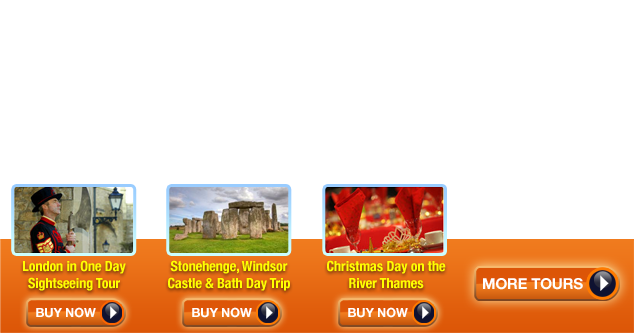 London in One Day
Sightseeing Tour
BUY NOW
Stonehenge, Windsor
Castle & Bath Day Trip
BUY NOW
Christmas Day on the
River Thames
BUY NOW
MORE TOURS